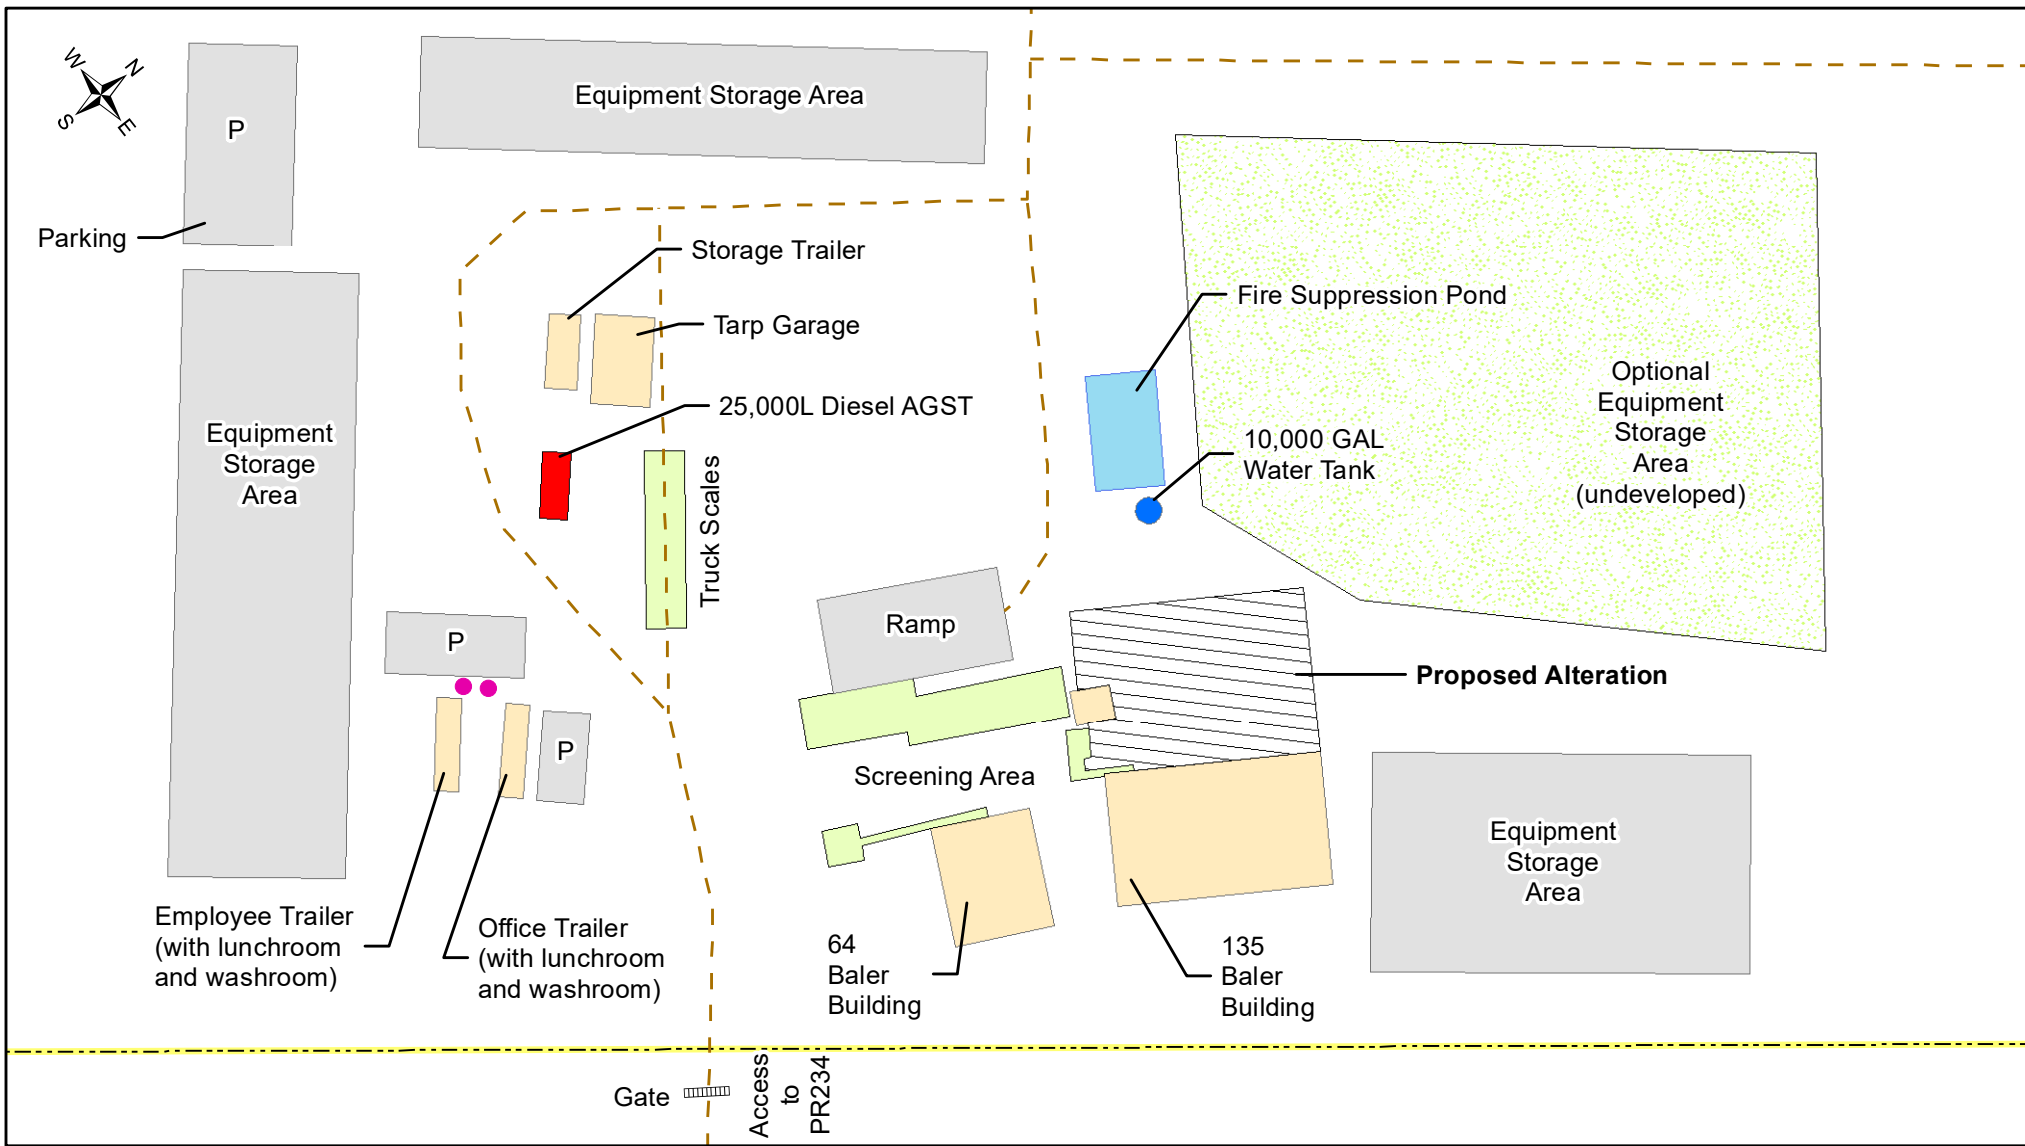 W
N
S
E
P
Equipment Storage Area
Parking
Storage Trailer
Tarp Garage
25,000L Diesel AGST
Fire Suppression Pond
10,000 GAL
Water Tank
Optional
Equipment
Storage
Area
(undeveloped)
Equipment
Storage
Area
Truck Scales
Ramp
P
P
Proposed Alteration
Screening Area
Equipment
Storage
Area
Employee Trailer
(with lunchroom
and washroom)
Office Trailer
(with lunchroom
and washroom)
64
Baler
Building
135
Baler
Building
Gate
Access
to
PR234